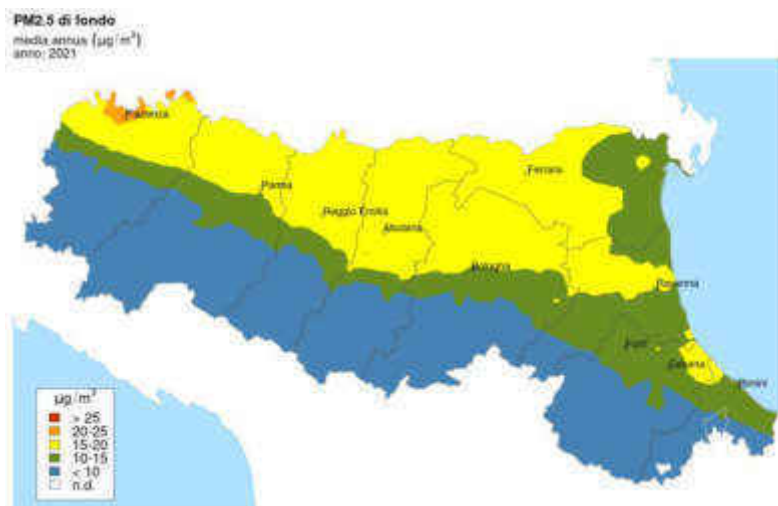 PM2.5 di fondo
media annua (µg/m³)
anno: 2021
Piacenza
Parma
Reggio Emilia
Modena
Ferrara
Bologna
Ravenna
Forlì
Cesena
Rimini
µg/m³
> 25
20-25
15-20
10-15
< 10
n.d.